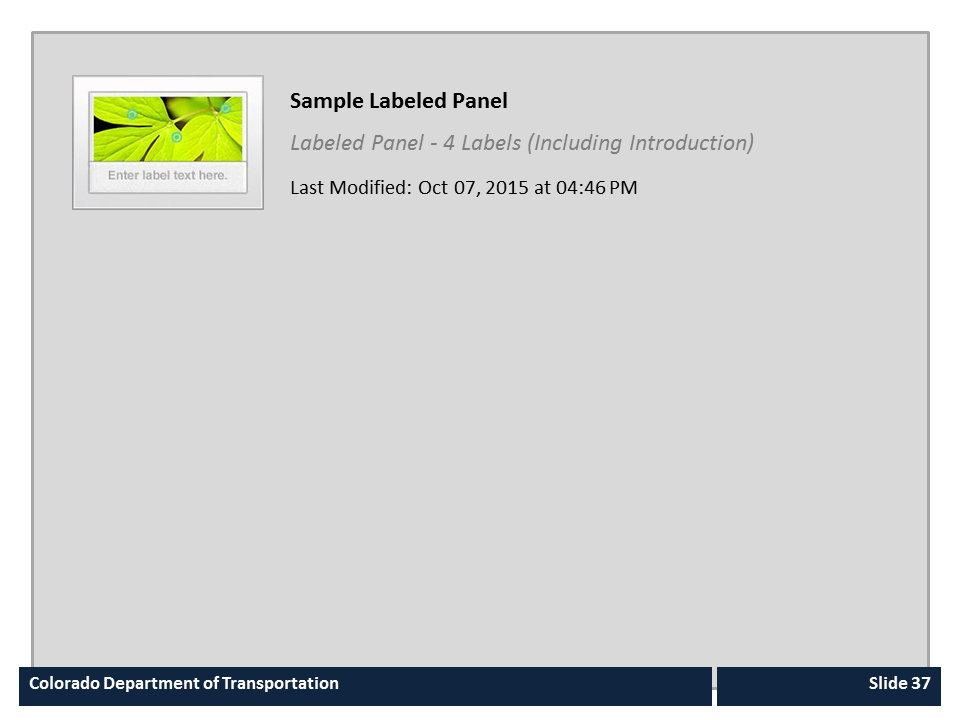 Sample Labeled Panel
Labeled Panel - 4 Labels (Including Introduction)
Enter label text here.
Last Modified: Oct 07, 2015 at 04:46 PM
Colorado Department of Transportation
Slide 37